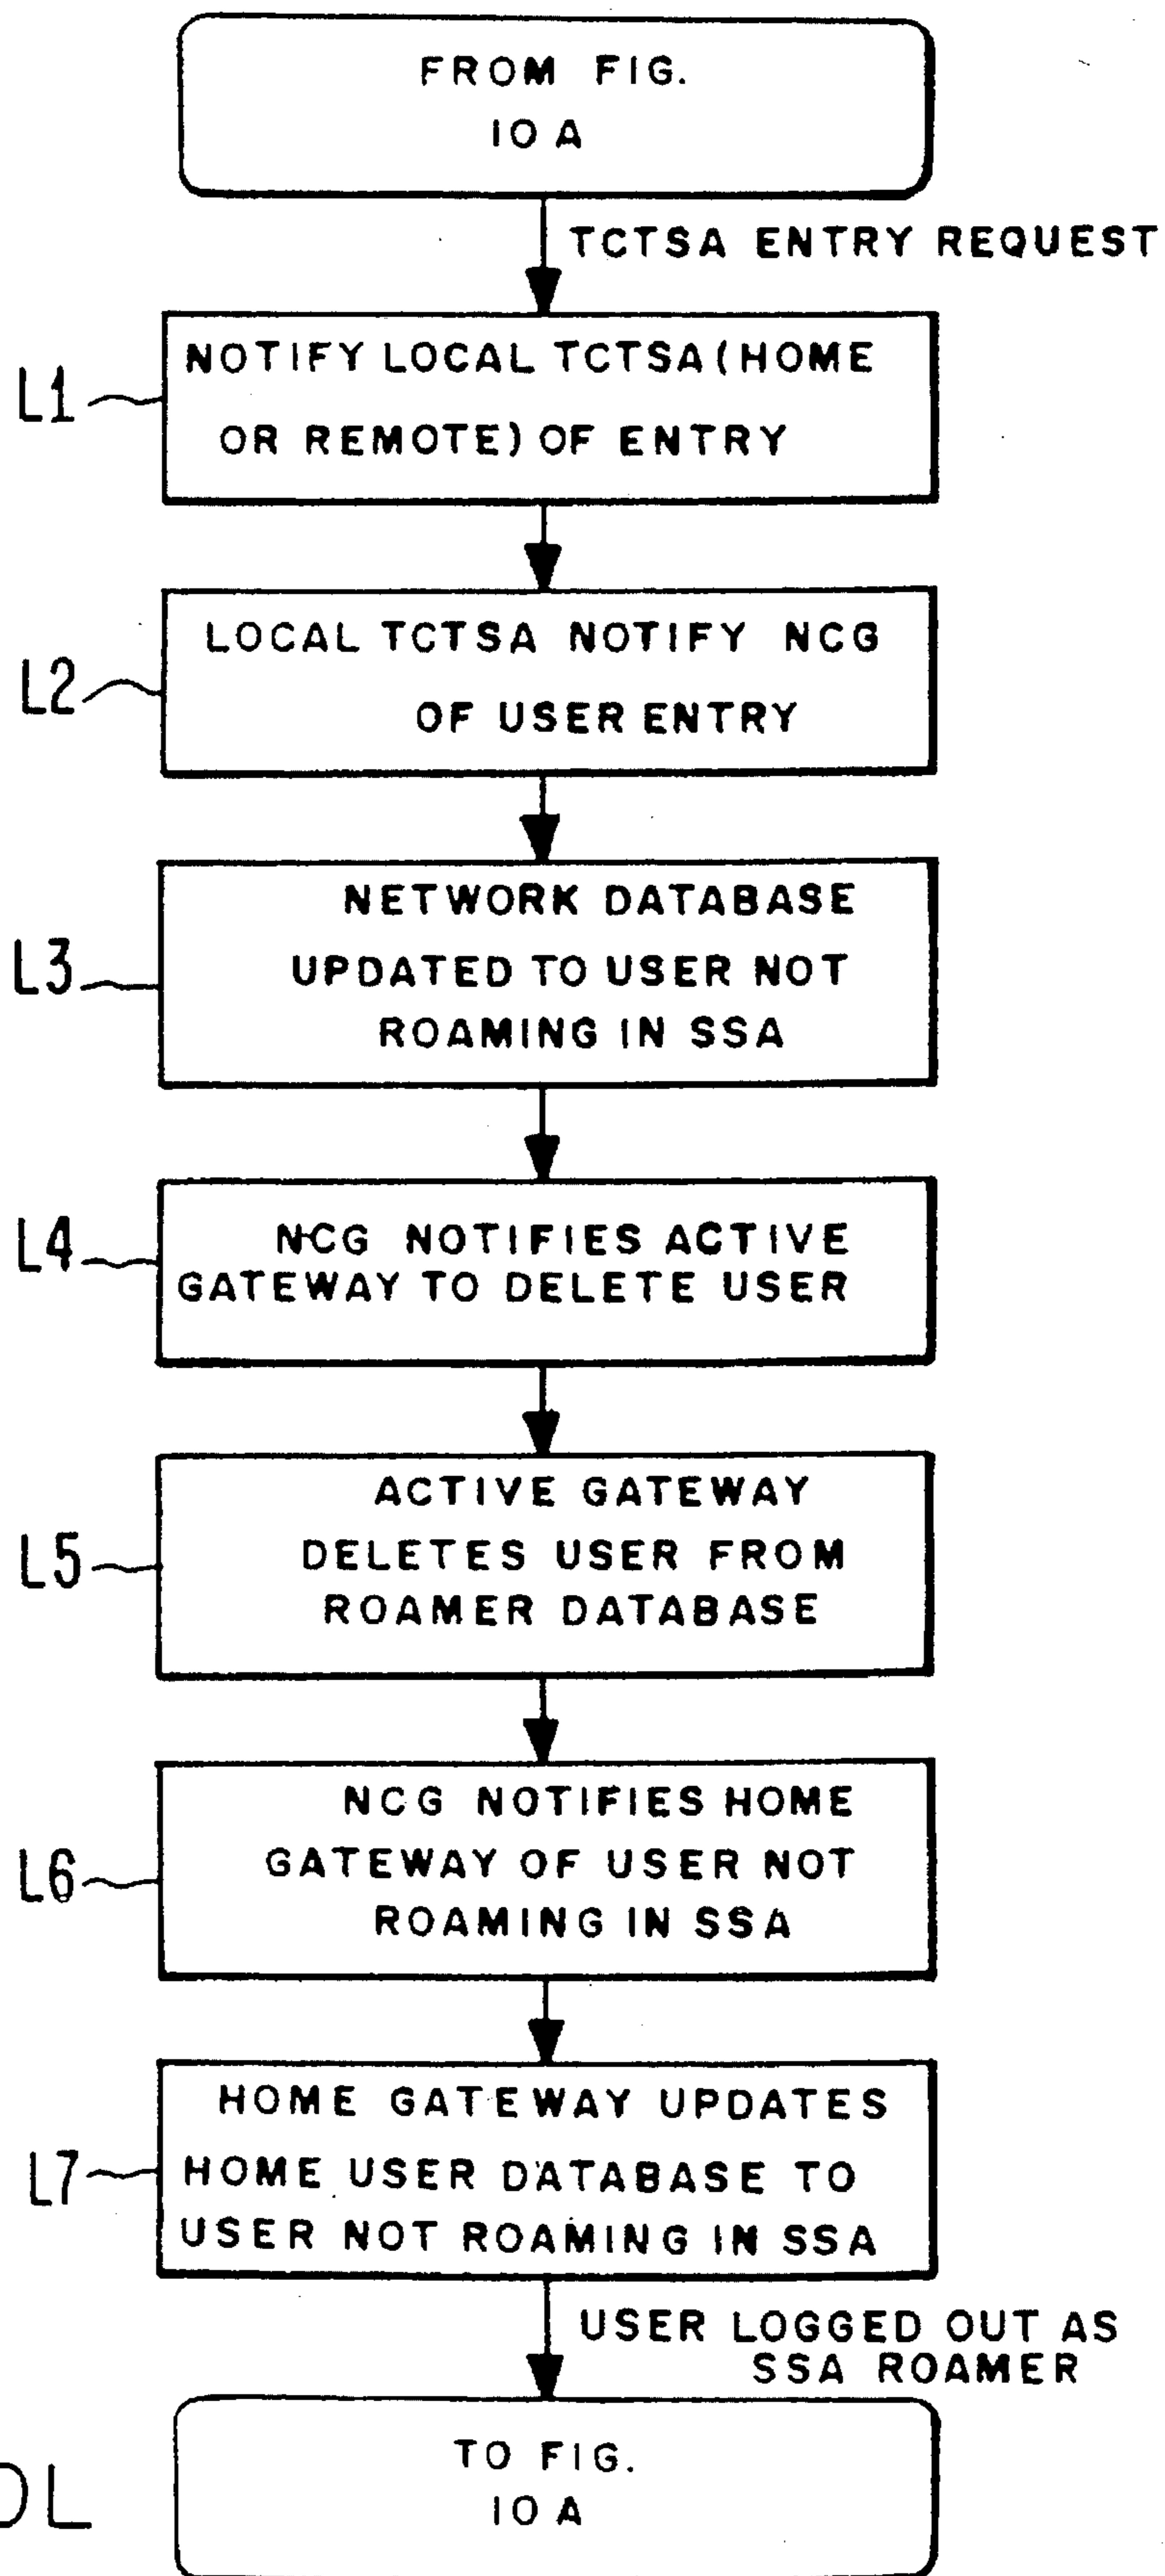 FROM FIG.
10A
TCTSA ENTRY REQUEST
L1
NOTIFY LOCAL TCTSA (HOME
OR REMOTE) OF ENTRY
L2
LOCAL TCTSA NOTIFY NCG
OF USER ENTRY
L3
NETWORK DATABASE
UPDATED TO USER NOT
ROAMING IN SSA
L4
NCG NOTIFIES ACTIVE
GATEWAY TO DELETE USER
L5
ACTIVE GATEWAY
DELETES USER FROM
ROAMER DATABASE
L6
NCG NOTIFIES HOME
GATEWAY OF USER NOT
ROAMING IN SSA
L7
HOME GATEWAY UPDATES
HOME USER DATABASE TO
USER NOT ROAMING IN SSA
USER LOGGED OUT AS
SSA ROAMER
TO FIG.
10A